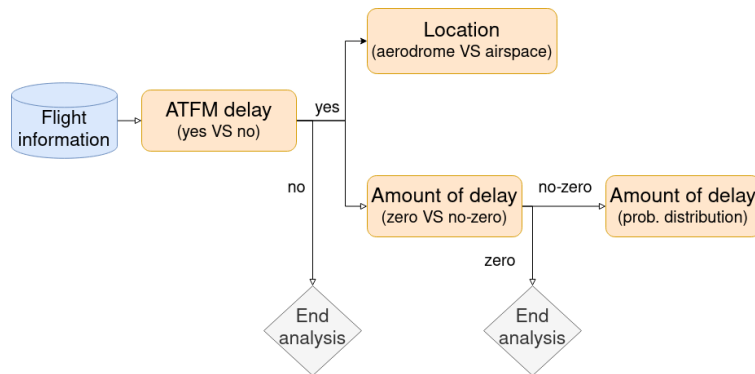 Location
(aerodrome VS airspace)
Flight
information
ATFM delay
(yes VS no)
yes
no
Amount of delay
(zero VS no-zero)
no-zero
Amount of delay
(prob. distribution)
zero
End
analysis
End
analysis